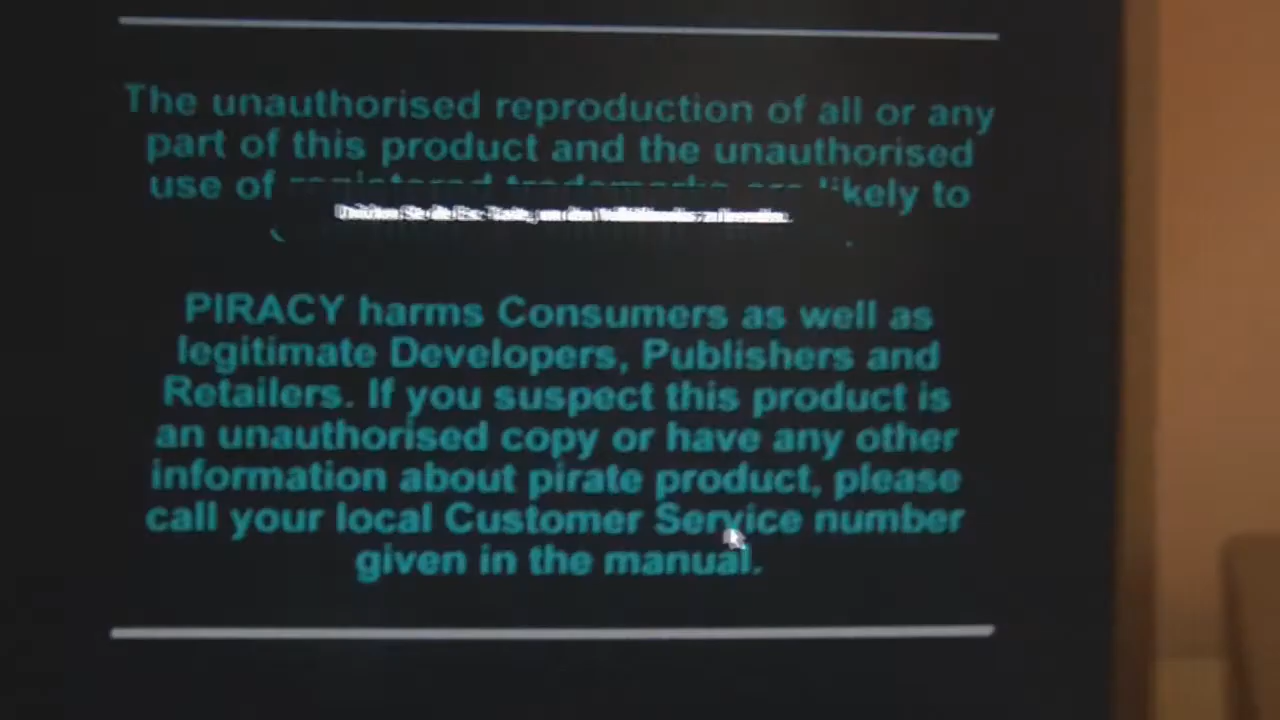 The unauthorised reproduction of all or any
part of this product and the unauthorised
use of registered trademarks are likely to
PIRACY harms Consumers as well as
legitimate Developers, Publishers and
Retailers. If you suspect this product is
an unauthorised copy or have any other
information about pirate product, please
call your local Customer Service number
given in the manual.